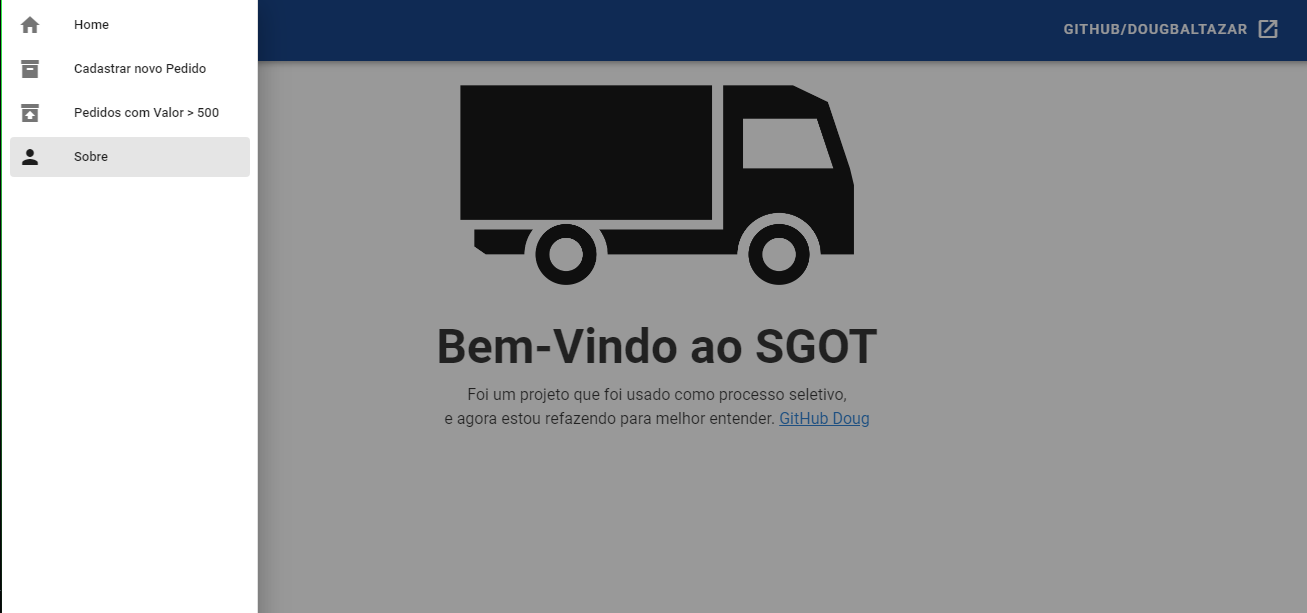 Home
Cadastrar novo Pedido
Pedidos com Valor > 500
Sobre
GITHUB/DOUGBALTAZAR
Bem-Vindo ao SGOT
Foi um projeto que foi usado como processo seletivo,
e agora estou refazendo para melhor entender. GitHub Doug